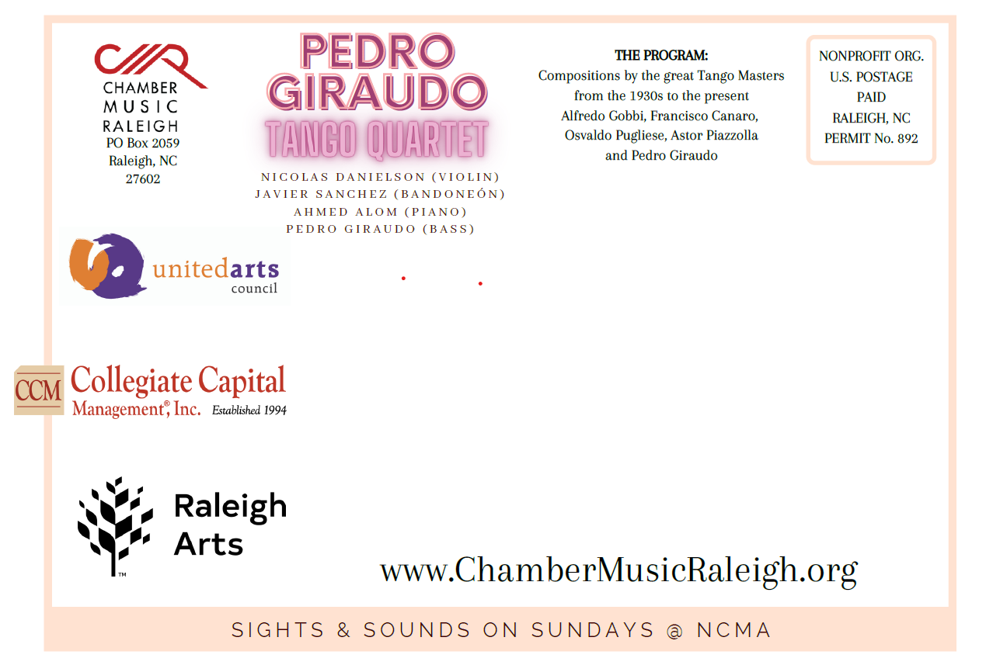 CMR
CHAMBER
MUSIC
RALEIGH
PO Box 2059
Raleigh, NC
27602
PEDRO
GIRAUDO
TANGO QUARTET
NICOLAS DANIELSON (VIOLIN)
JAVIER SANCHEZ (BANDONEÓN)
AHMED ALOM (PIANO)
PEDRO GIRAUDO (BASS)
THE PROGRAM:
Compositions by the great Tango Masters
from the 1930s to the present
Alfredo Gobbi, Francisco Canaro,
Osvaldo Pugliese, Astor Piazzolla
and Pedro Giraudo
NONPROFIT ORG.
U.S. POSTAGE
PAID
RALEIGH, NC
PERMIT No. 892
unitedarts
council
CCM
Collegiate Capital
Management®, Inc. Established 1994
Raleigh
Arts
TM
www.ChamberMusicRaleigh.org
SIGHTS & SOUNDS ON SUNDAYS @ NCMA